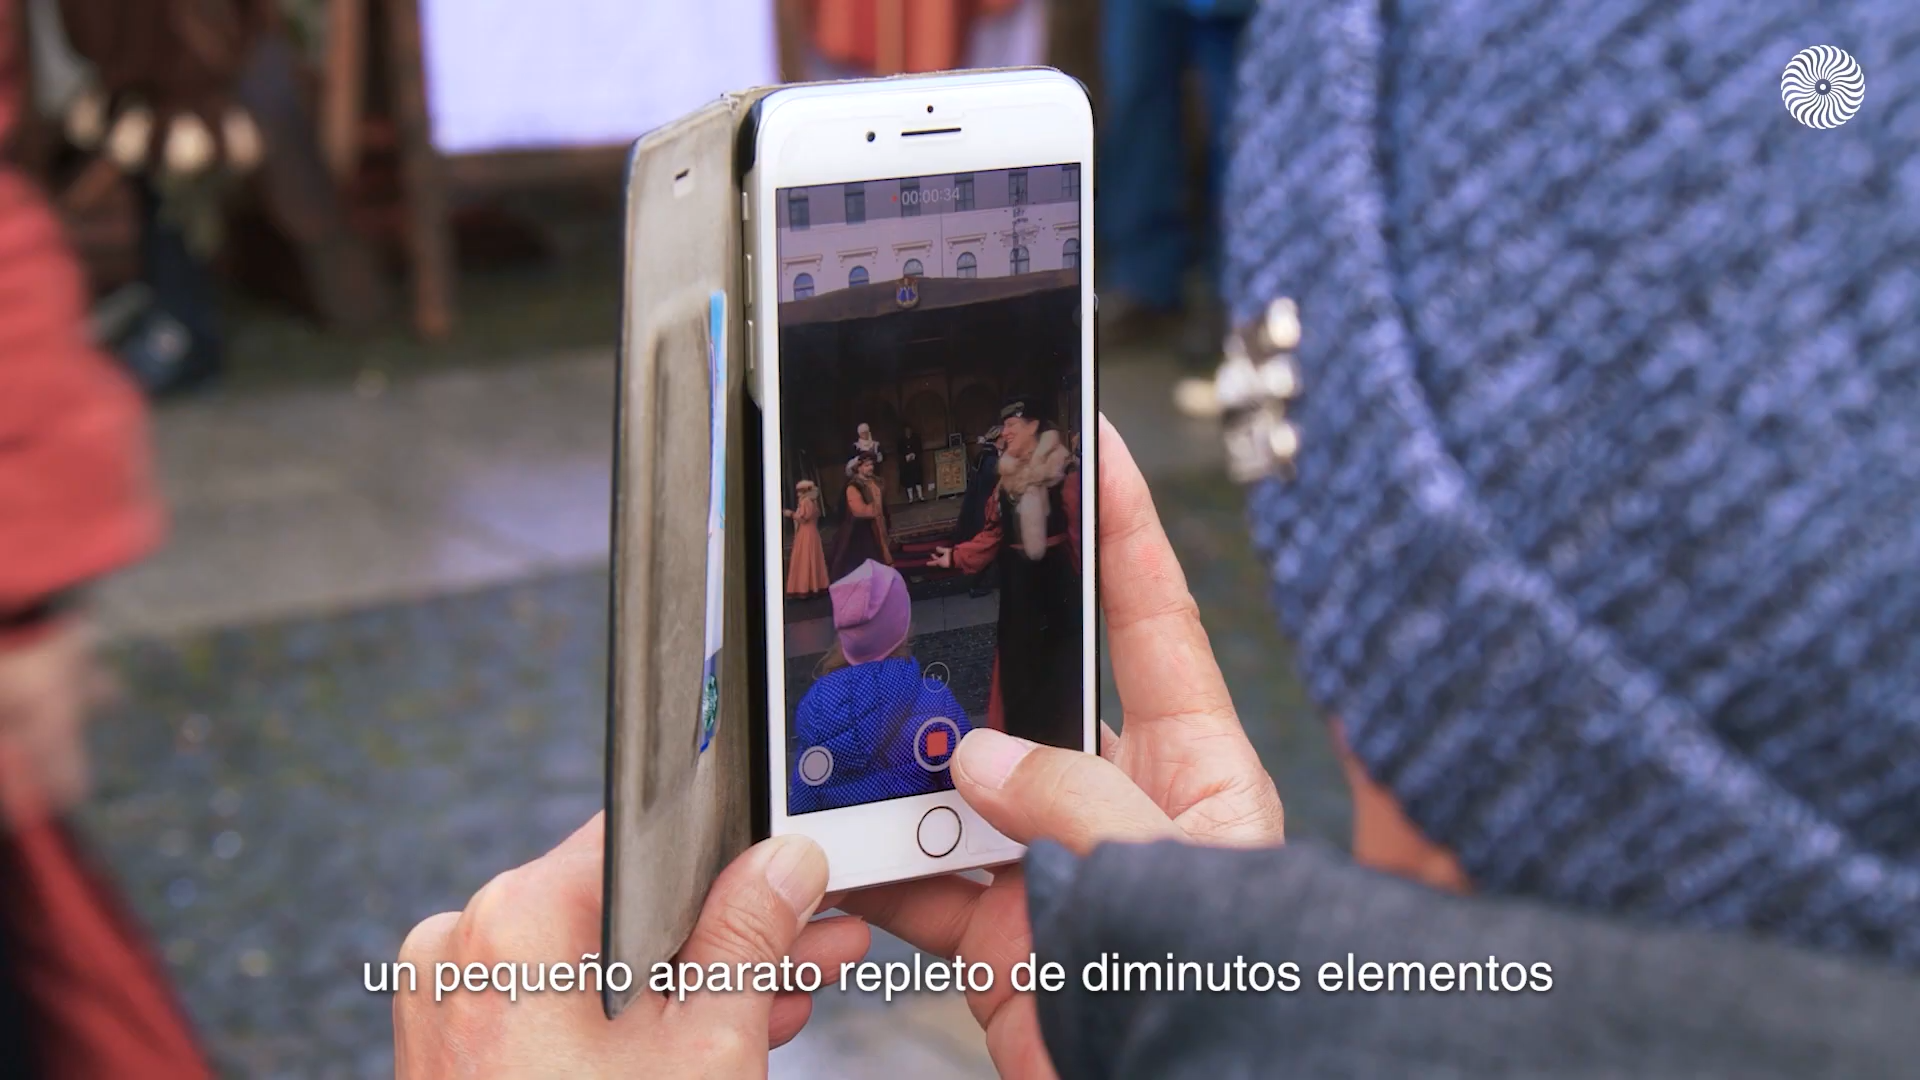 00:00:34
1x
un pequeño aparato repleto de diminutos elementos